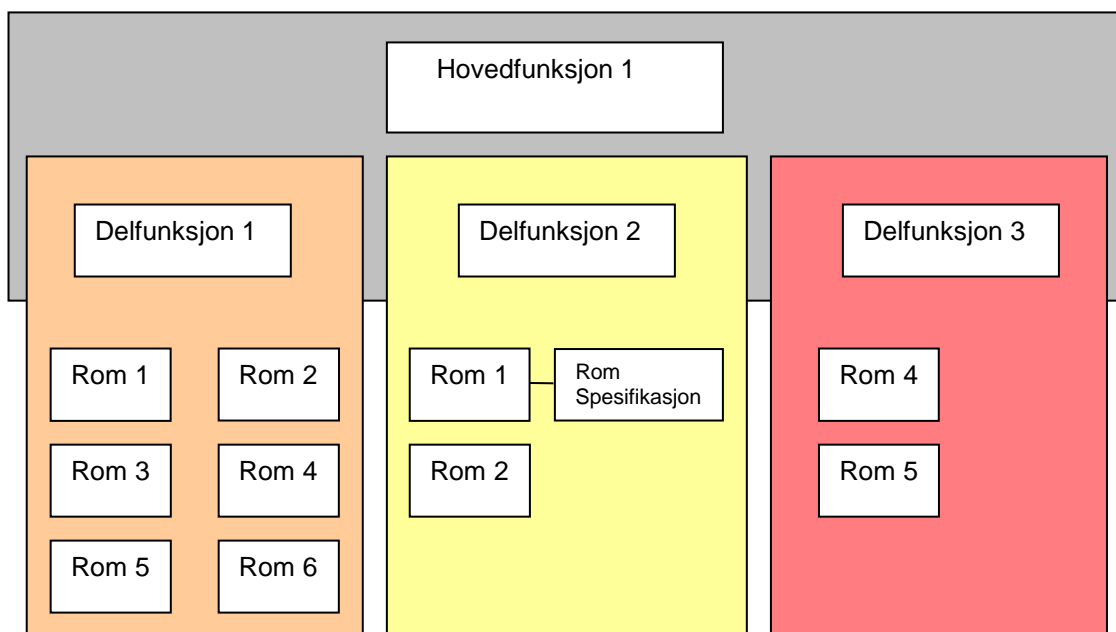 Hovedfunksjon 1
Delfunksjon 1
Delfunksjon 2
Delfunksjon 3
Rom 1
Rom 2
Rom 1
Rom
Spesifikasjon
Rom 4
Rom 3
Rom 4
Rom 2
Rom 5
Rom 5
Rom 6